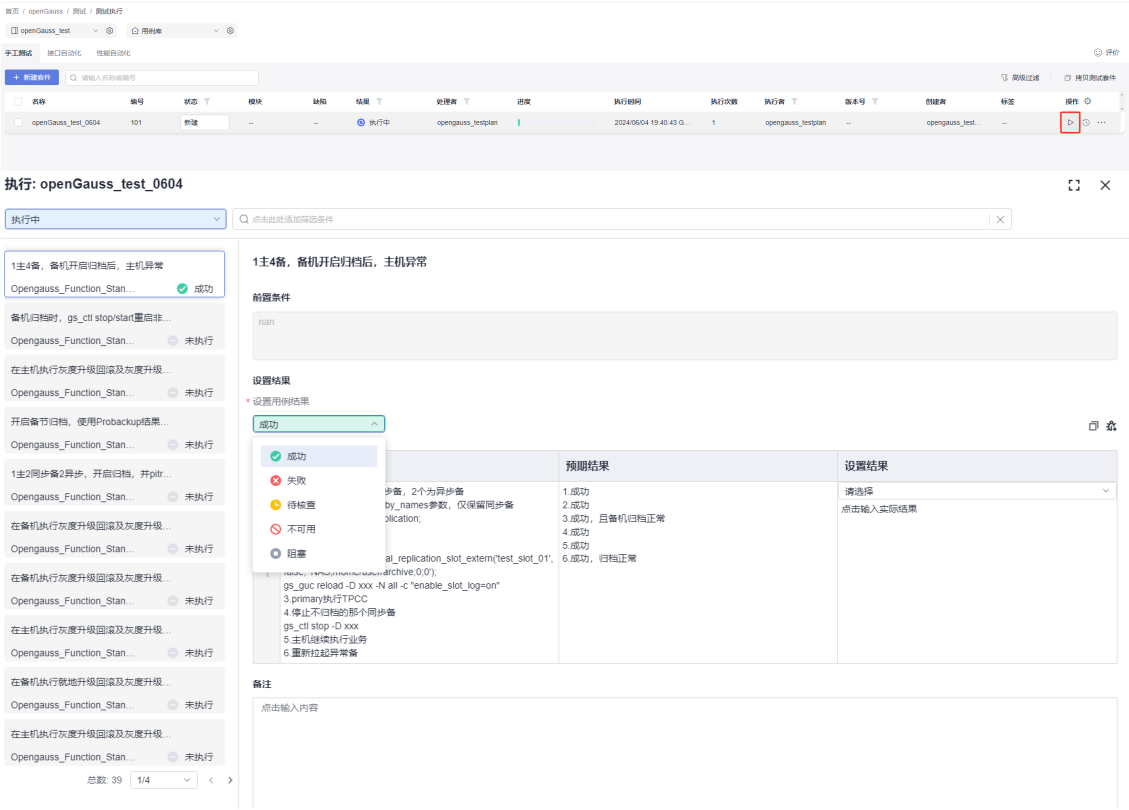 首页 / openGauss / 测试 / 测试执行
openGauss_test 用例库
手工测试 接口自动化 性能自动化 评价
+ 新建套件 请输入名称或编号 高级过滤 拷贝测试套件
名称 编号 状态 模块 缺陷 结果 处理者 进度 执行时间 执行次数 执行者 版本号 创建者 标签 操作
openGauss_test_0604 101 新建 -- -- 执行中 opengauss_testplan 2024/06/04 19:40:43 G... 1 opengauss_testplan -- opengauss_test... --
执行: openGauss_test_0604
执行中 点击此处添加筛选条件
1主4备，备机开启归档后，主机异常
Opengauss_Function_Stan... 成功
备机归档时，gs_ctl stop/start重启非...
Opengauss_Function_Stan... 未执行
在主机执行灰度升级回滚及灰度升级...
Opengauss_Function_Stan... 未执行
开启备节归档，使用Probackup结果...
Opengauss_Function_Stan... 未执行
1主2同步备2异步，开启归档，并pitr...
Opengauss_Function_Stan... 未执行
在备机执行灰度升级回滚及灰度升级...
Opengauss_Function_Stan... 未执行
在备机执行灰度升级回滚及灰度升级...
Opengauss_Function_Stan... 未执行
在主机执行灰度升级回滚及灰度升级...
Opengauss_Function_Stan... 未执行
在备机执行就地升级回滚及灰度升级...
Opengauss_Function_Stan... 未执行
在主机执行灰度升级回滚及灰度升级...
Opengauss_Function_Stan... 未执行
总数: 39 1/4
1主4备，备机开启归档后，主机异常
前置条件
nan
设置结果
* 设置用例结果
成功
成功
失败
待核查
不可用
阻塞
预期结果 设置结果
步备，2个为异步备
by_names参数，仅保留同步备
plication;
al_replication_slot_extern('test_slot_01',
gs_guc reload -D xxx -N all -c "enable_slot_log=on"
3.primary执行TPCC
4.停止不归档的那个同步备
gs_ctl stop -D xxx
5.主机继续执行业务
6.重新拉起异常备
1.成功
2.成功
3.成功，且备机归档正常
4.成功
5.成功
6.成功，归档正常
请选择
点击输入实际结果
备注
点击输入内容